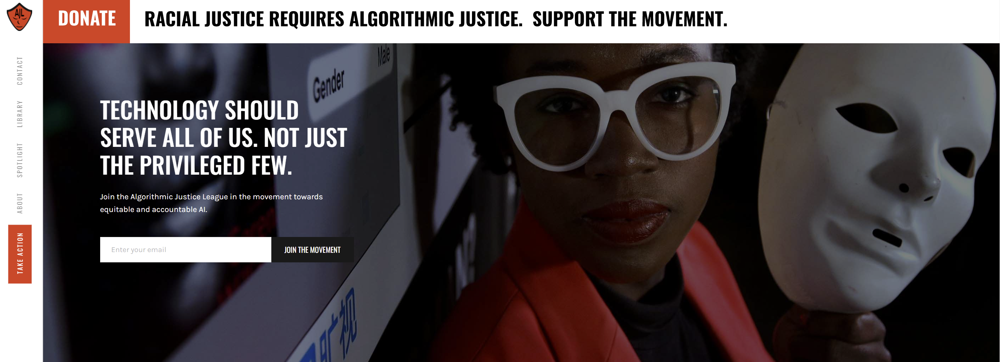 AJL
DONATE
RACIAL JUSTICE REQUIRES ALGORITHMIC JUSTICE. SUPPORT THE MOVEMENT.
CONTACT
LIBRARY
SPOTLIGHT
ABOUT
TAKE ACTION
Gender
Male
TECHNOLOGY SHOULD
SERVE ALL OF US. NOT JUST
THE PRIVILEGED FEW.
Join the Algorithmic Justice League in the movement towards
equitable and accountable AI.
Enter your email
JOIN THE MOVEMENT
旷视